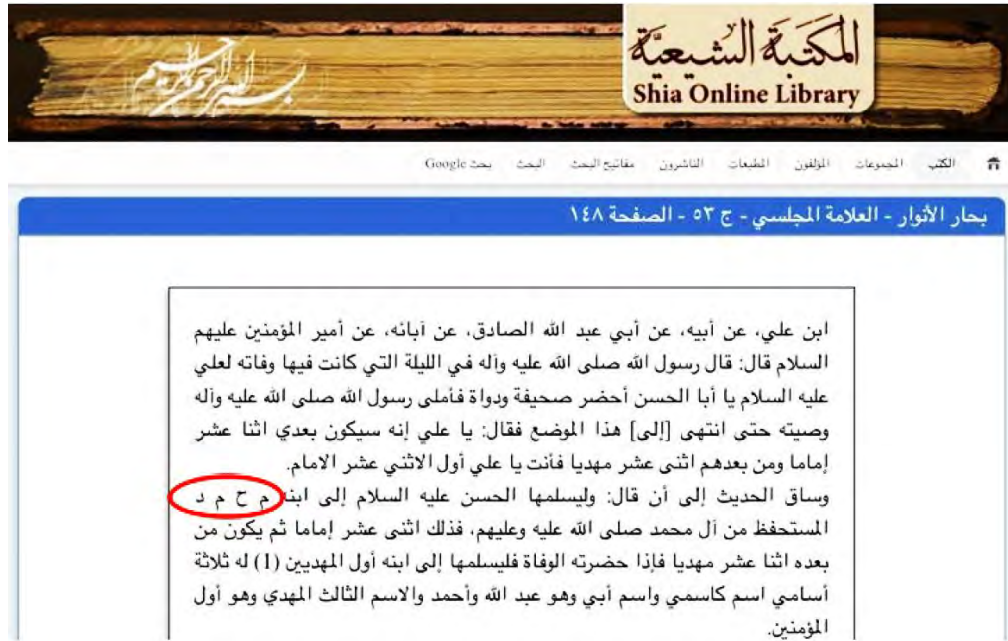 بسم الله الرحمن الرحيم
المكتبة الشيعية
Shia Online Library
الكتب المجموعات المؤلفون الطبعات الناشرون مفاتيح البحث البحث بحث Google
بحار الأنوار - العلامة المجلسي - ج ٥٣ - الصفحة ١٤٨
ابن علي، عن أبيه، عن أبي عبد الله الصادق، عن آبائه، عن أمير المؤمنين عليهم
السلام قال: قال رسول الله صلى الله عليه وآله في الليلة التي كانت فيها وفاته لعلي
عليه السلام يا أبا الحسن أحضر صحيفة ودواة فأملى رسول الله صلى الله عليه وآله
وصيته حتى انتهى [إلى] هذا الموضع فقال: يا علي إنه سيكون بعدي اثنا عشر
إماما ومن بعدهم اثنى عشر مهديا فأنت يا علي أول الاثني عشر الامام.
وساق الحديث إلى أن قال: وليسلمها الحسن عليه السلام إلى ابنه م ح م د
المستحفظ من آل محمد صلى الله عليه وعليهم، فذلك اثنى عشر إماما ثم يكون من
بعده اثنا عشر مهديا فإذا حضرته الوفاة فليسلمها إلى ابنه أول المهديين (1) له ثلاثة
أسامي اسم كاسمي واسم أبي وهو عبد الله وأحمد والاسم الثالث المهدي وهو أول
المؤمنين.